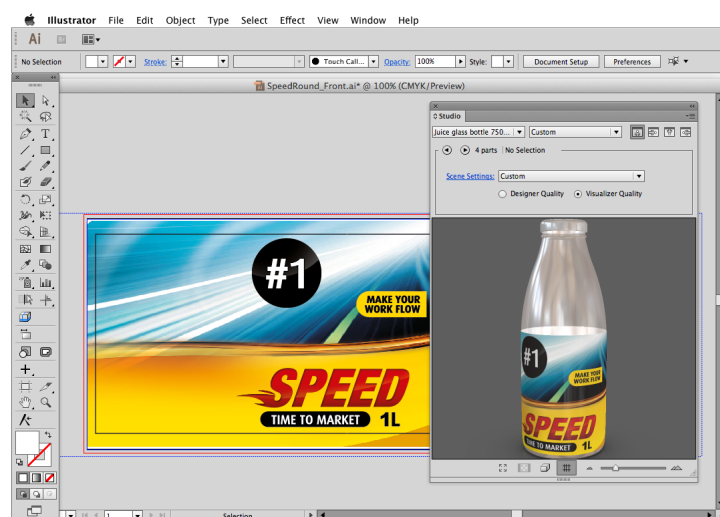 Illustrator File Edit Object Type Select Effect View Window Help
Ai
No Selection Stroke: Touch Call... Opacity: 100% Style: Document Setup Preferences
SpeedRound_Front.ai* @ 100% (CMYK/Preview)
Studio
Juice glass bottle 750... Custom
4 parts No Selection
Scene Settings: Custom
Designer Quality Visualizer Quality
#1
MAKE YOUR
WORK FLOW
SPEED
TIME TO MARKET 1L
#1
MAKE YOUR
WORK FLOW
SPEED
TIME TO MARKET 1L
1 Selection